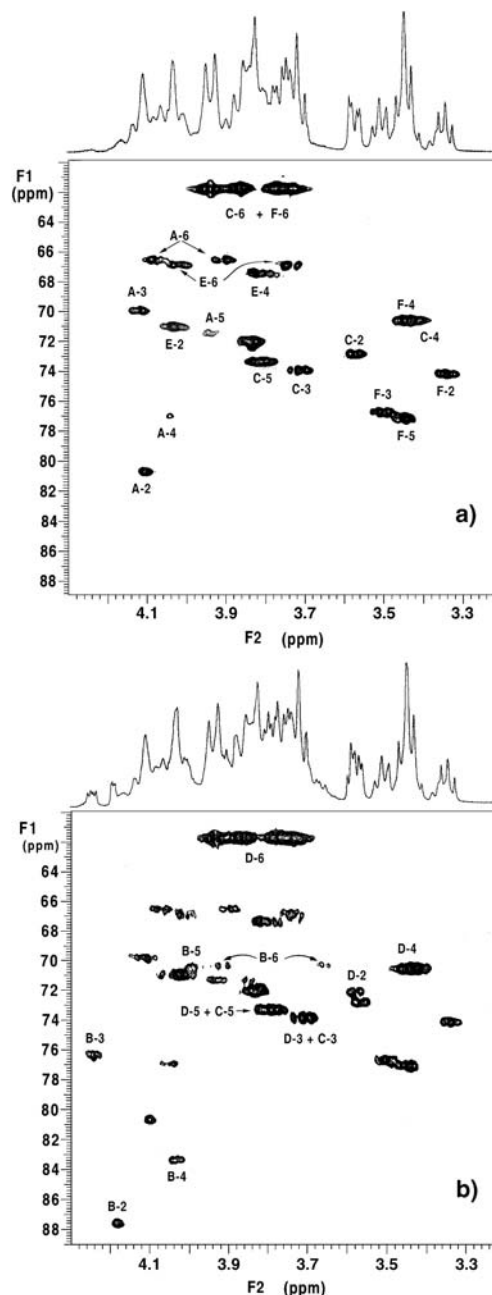 F1
(ppm)
64
66
68
70
72
74
76
78
80
82
84
86
88
C-6 + F-6
A-6
E-6
E-4
A-3
A-5
E-2
F-4
C-4
C-2
C-5
C-3
F-2
F-3
F-5
A-4
A-2
a)
4.1
3.9
3.7
3.5
3.3
F2 (ppm)
F1
(ppm)
64
66
68
70
72
74
76
78
80
82
84
86
88
D-6
B-5
B-6
D-4
D-2
D-5 + C-5
D-3 + C-3
B-3
B-4
B-2
b)
4.1
3.9
3.7
3.5
3.3
F2 (ppm)